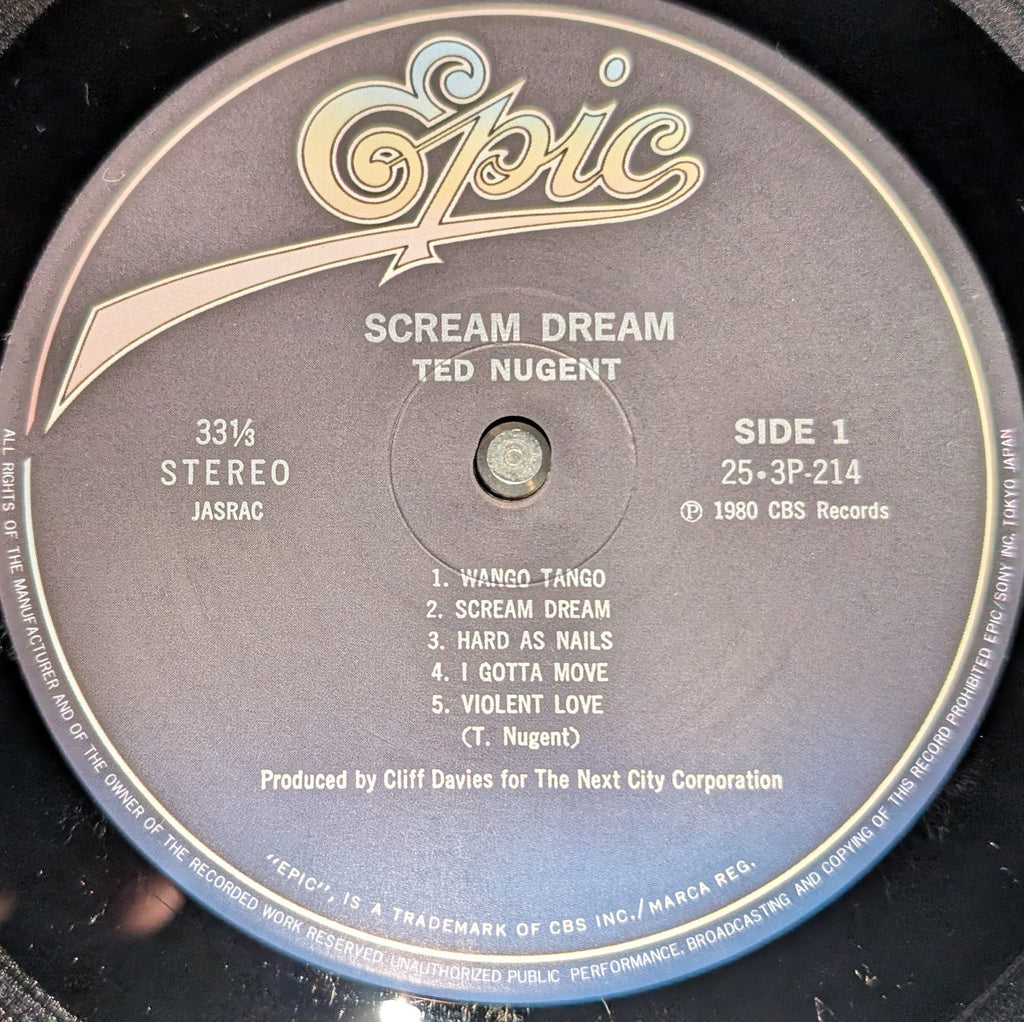 Epic
SCREAM DREAM
TED NUGENT
33⅓
STEREO
JASRAC
SIDE 1
25•3P-214
Ⓟ 1980 CBS Records
1. WANGO TANGO
2. SCREAM DREAM
3. HARD AS NAILS
4. I GOTTA MOVE
5. VIOLENT LOVE
(T. Nugent)
Produced by Cliff Davies for The Next City Corporation
"EPIC", IS A TRADEMARK OF CBS INC./MARCA REG.
ALL RIGHTS OF THE MANUFACTURER AND OF THE OWNER OF THE RECORDED WORK RESERVED UNAUTHORIZED PUBLIC PERFORMANCE, BROADCASTING AND COPYING OF THIS RECORD PROHIBITED EPIC/SONY INC, TOKYO JAPAN